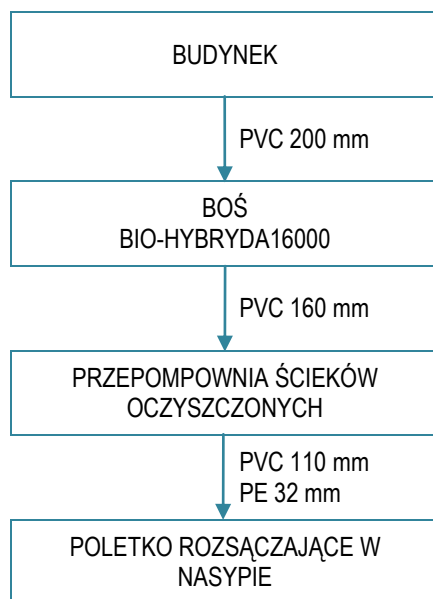 BUDYNEK
PVC 200 mm
BOŚ
BIO-HYBRYDA16000
PVC 160 mm
PRZEPOMPOWNIA ŚCIEKÓW
OCZYSZCZONYCH
PVC 110 mm
PE 32 mm
POLETKO ROZSĄCZAJĄCE W
NASYPIE